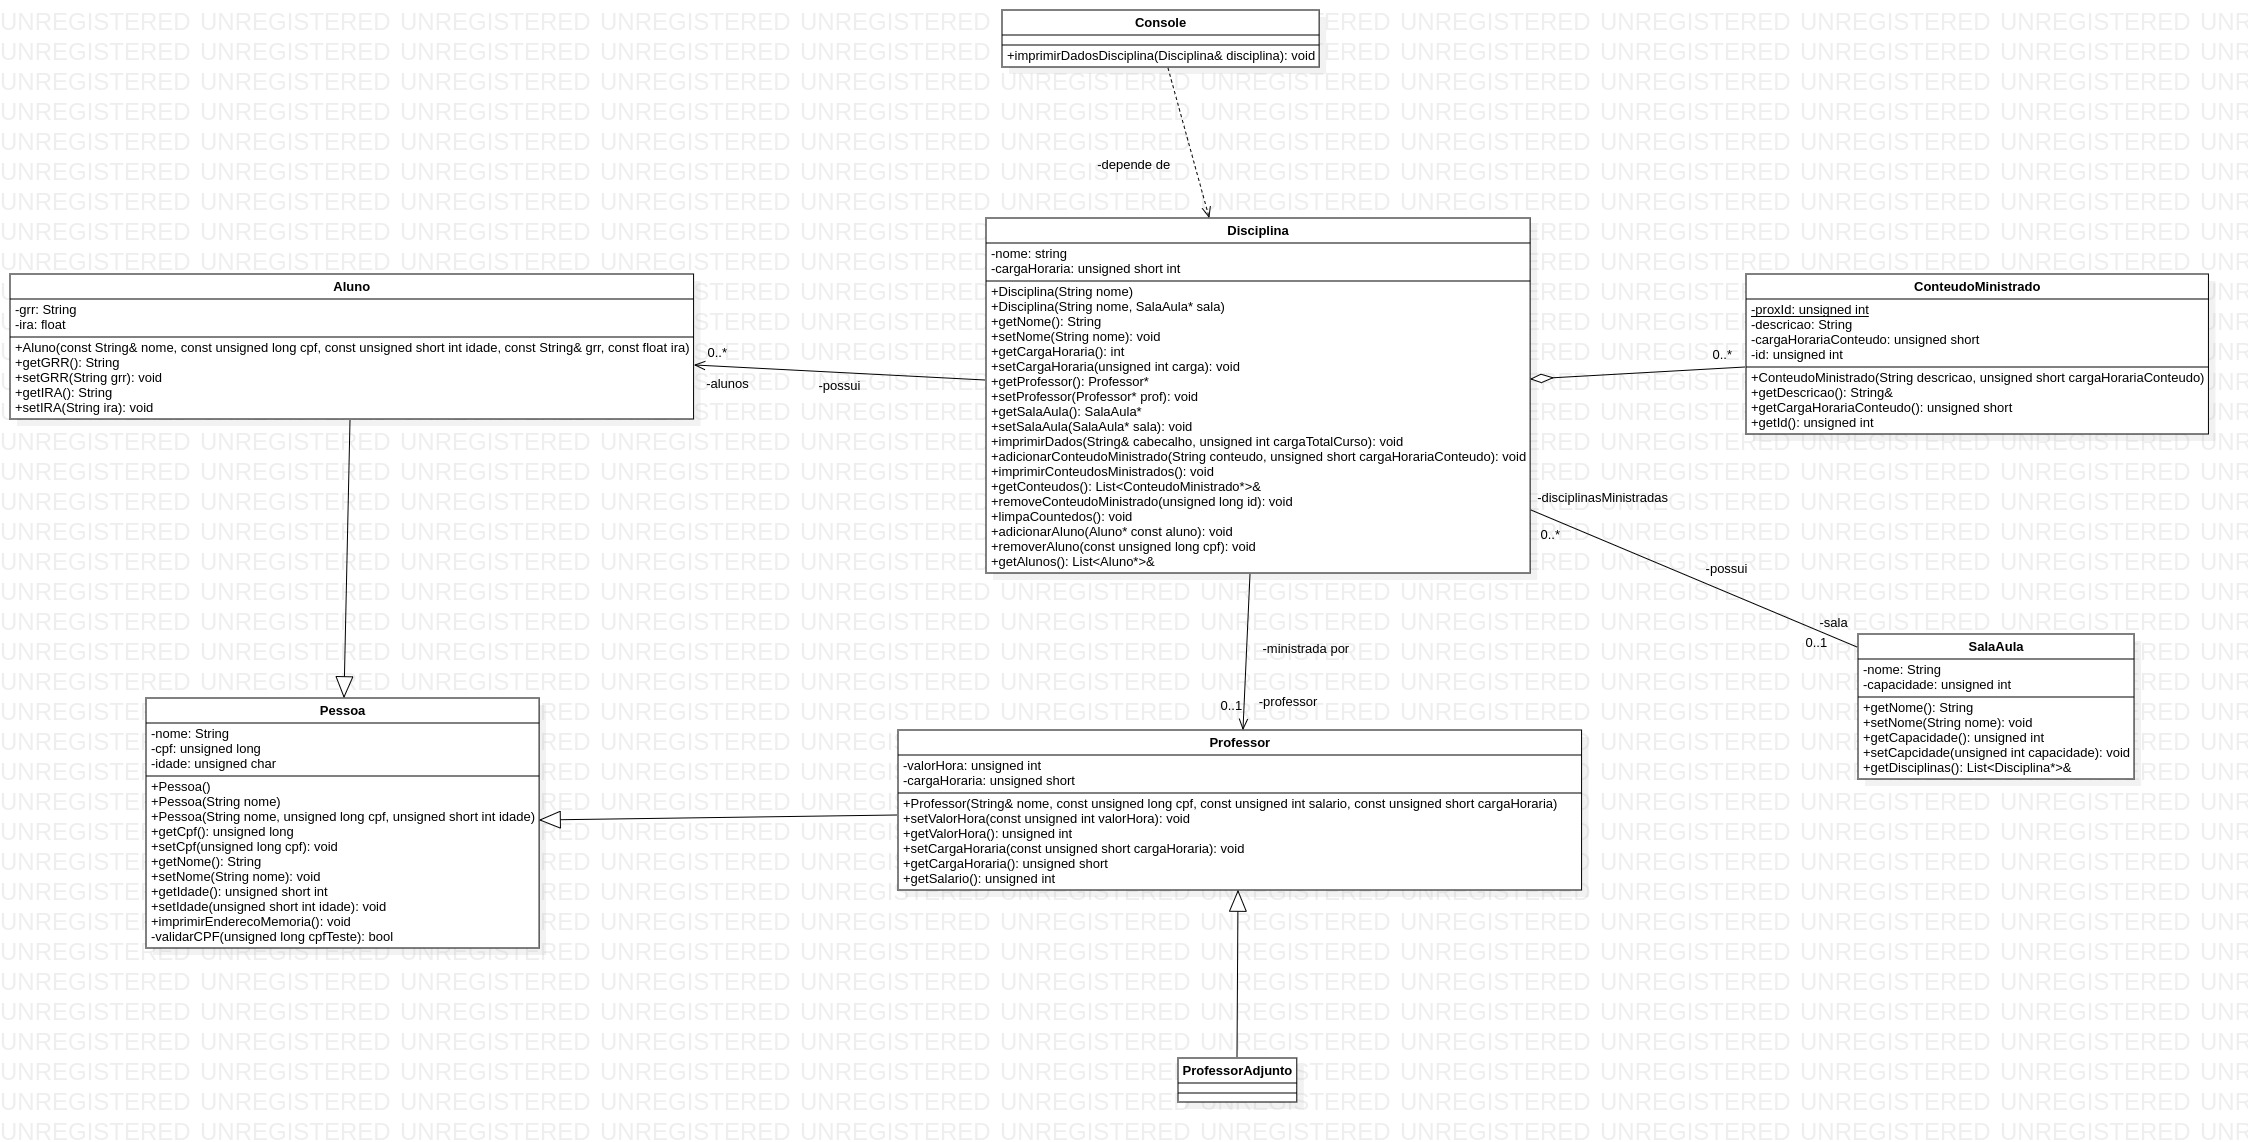 Console
+imprimirDadosDisciplina(Disciplina& disciplina): void
-depende de
Disciplina
-nome: string
-cargaHoraria: unsigned short int
+Disciplina(String nome)
+Disciplina(String nome, SalaAula* sala)
+getNome(): String
+setNome(String nome): void
+getCargaHoraria(): int
+setCargaHoraria(unsigned int carga): void
+getProfessor(): Professor*
+setProfessor(Professor* prof): void
+getSalaAula(): SalaAula*
+setSalaAula(SalaAula* sala): void
+imprimirDados(String& cabecalho, unsigned int cargaTotalCurso): void
+adicionarConteudoMinistrado(String conteudo, unsigned short cargaHorariaConteudo): void
+imprimirConteudosMinistrados(): void
+getConteudos(): List<ConteudoMinistrado*>&
+removeConteudoMinistrado(unsigned long id): void
+limpaCountedos(): void
+adicionarAluno(Aluno* const aluno): void
+removerAluno(const unsigned long cpf): void
+getAlunos(): List<Aluno*>&
Aluno
-grr: String
-ira: float
+Aluno(const String& nome, const unsigned long cpf, const unsigned short int idade, const String& grr, const float ira)
+getGRR(): String
+setGRR(String grr): void
+getIRA(): String
+setIRA(String ira): void
0..*
-alunos
-possui
ConteudoMinistrado
-proxId: unsigned int
-descricao: String
-cargaHorariaConteudo: unsigned short
-id: unsigned int
+ConteudoMinistrado(String descricao, unsigned short cargaHorariaConteudo)
+getDescricao(): String&
+getCargaHorariaConteudo(): unsigned short
+getId(): unsigned int
0..*
-disciplinasMinistradas
0..*
-possui
-sala
0..1
SalaAula
-nome: String
-capacidade: unsigned int
+getNome(): String
+setNome(String nome): void
+getCapacidade(): unsigned int
+setCapcidade(unsigned int capacidade): void
+getDisciplinas(): List<Disciplina*>&
-ministrada por
0..1
-professor
Pessoa
-nome: String
-cpf: unsigned long
-idade: unsigned char
+Pessoa()
+Pessoa(String nome)
+Pessoa(String nome, unsigned long cpf, unsigned short int idade)
+getCpf(): unsigned long
+setCpf(unsigned long cpf): void
+getNome(): String
+setNome(String nome): void
+getIdade(): unsigned short int
+setIdade(unsigned short int idade): void
+imprimirEnderecoMemoria(): void
-validarCPF(unsigned long cpfTeste): bool
Professor
-valorHora: unsigned int
-cargaHoraria: unsigned short
+Professor(String& nome, const unsigned long cpf, const unsigned int salario, const unsigned short cargaHoraria)
+setValorHora(const unsigned int valorHora): void
+getValorHora(): unsigned int
+setCargaHoraria(const unsigned short cargaHoraria): void
+getCargaHoraria(): unsigned short
+getSalario(): unsigned int
ProfessorAdjunto
UNREGISTERED